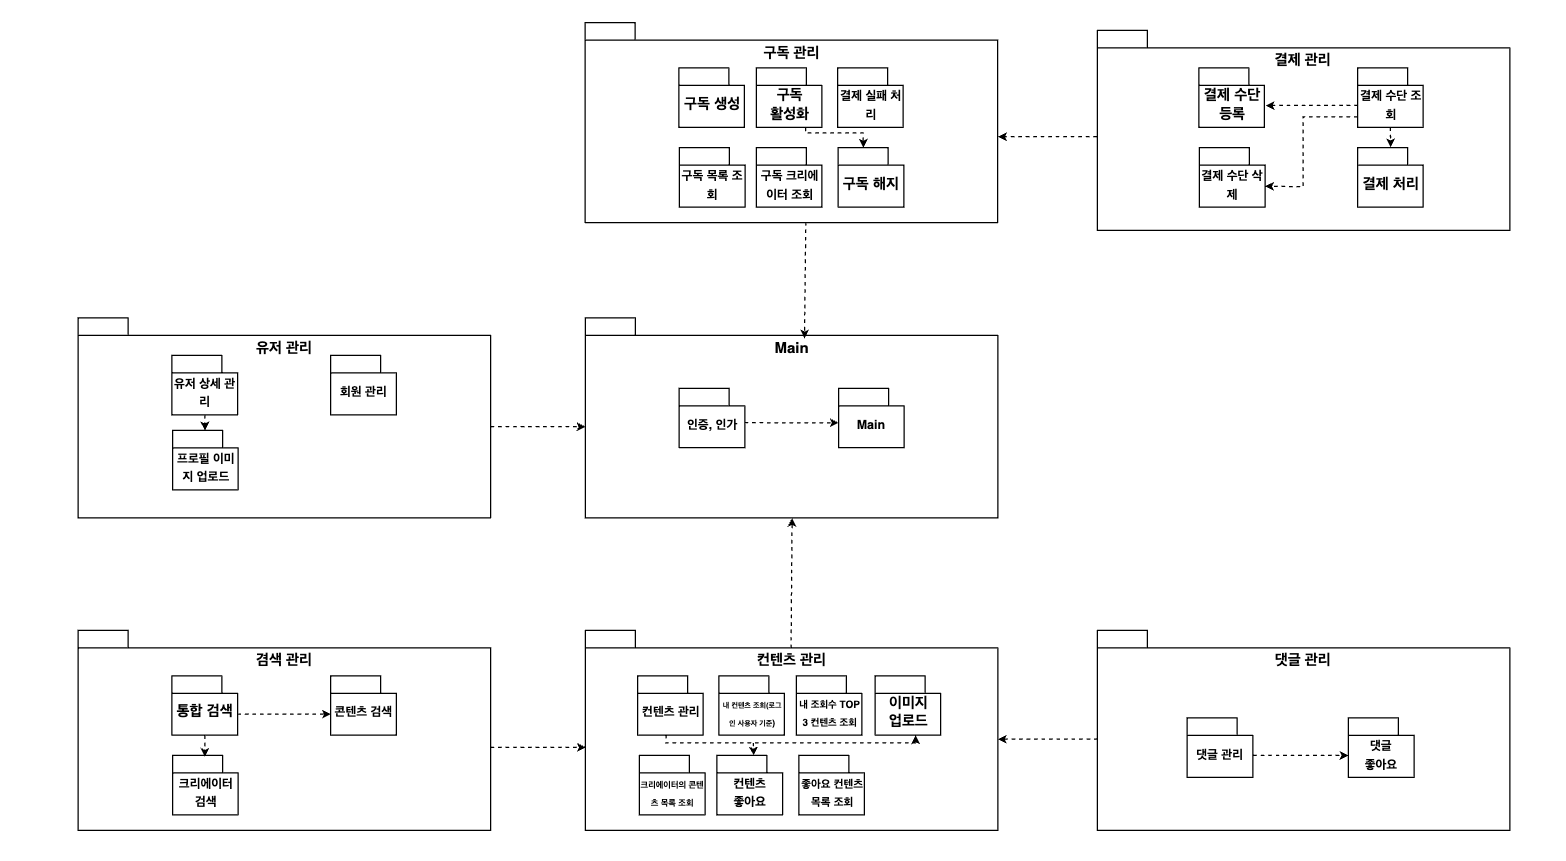 구독 관리
구독 생성
구독
활성화
결제 실패 처
리
구독 목록 조
회
구독 크리에
이터 조회
구독 해지
결제 관리
결제 수단
등록
결제 수단 조
회
결제 수단 삭
제
결제 처리
유저 관리
유저 상세 관
리
회원 관리
프로필 이미
지 업로드
Main
인증, 인가
Main
검색 관리
통합 검색
콘텐츠 검색
크리에이터
검색
컨텐츠 관리
컨텐츠 관리
내 컨텐츠 조회(로그
인 사용자 기준)
내 조회수 TOP
3 컨텐츠 조회
이미지
업로드
크리에이터의 콘텐
츠 목록 조회
컨텐츠
좋아요
좋아요 컨텐츠
목록 조회
댓글 관리
댓글 관리
댓글
좋아요